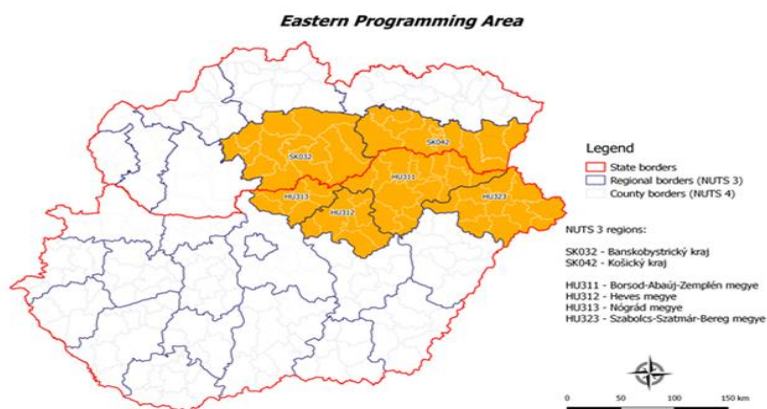 Eastern Programming Area
SK032
SK042
HU311
HU313
HU312
HU323
Legend
State borders
Regional borders (NUTS 3)
County borders (NUTS 4)
NUTS 3 regions:
SK032 - Banskobystrický kraj
SK042 - Košický kraj
HU311 - Borsod-Abaúj-Zemplén megye
HU312 - Heves megye
HU313 - Nógrád megye
HU323 - Szabolcs-Szatmár-Bereg megye
0 50 100 150 km